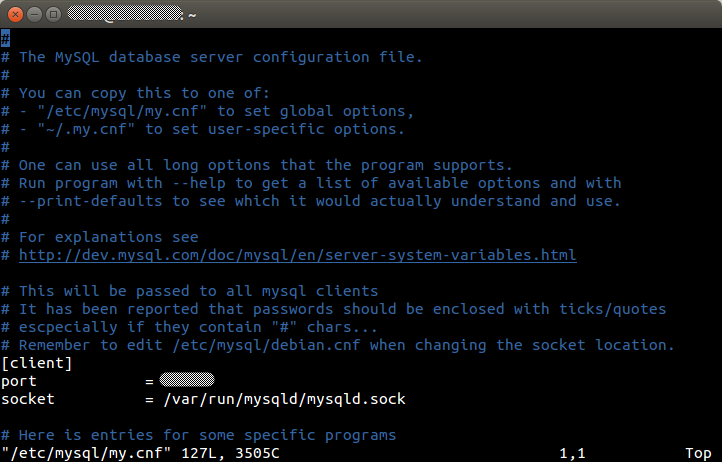 : ~
#
# The MySQL database server configuration file.
#
# You can copy this to one of:
# - "/etc/mysql/my.cnf" to set global options,
# - "~/.my.cnf" to set user-specific options.
#
# One can use all long options that the program supports.
# Run program with --help to get a list of available options and with
# --print-defaults to see which it would actually understand and use.
#
# For explanations see
# http://dev.mysql.com/doc/mysql/en/server-system-variables.html

# This will be passed to all mysql clients
# It has been reported that passwords should be enclosed with ticks/quotes
# escpecially if they contain "#" chars...
# Remember to edit /etc/mysql/debian.cnf when changing the socket location.
[client]
port            =
socket          = /var/run/mysqld/mysqld.sock

# Here is entries for some specific programs
"/etc/mysql/my.cnf" 127L, 3505C                               1,1           Top